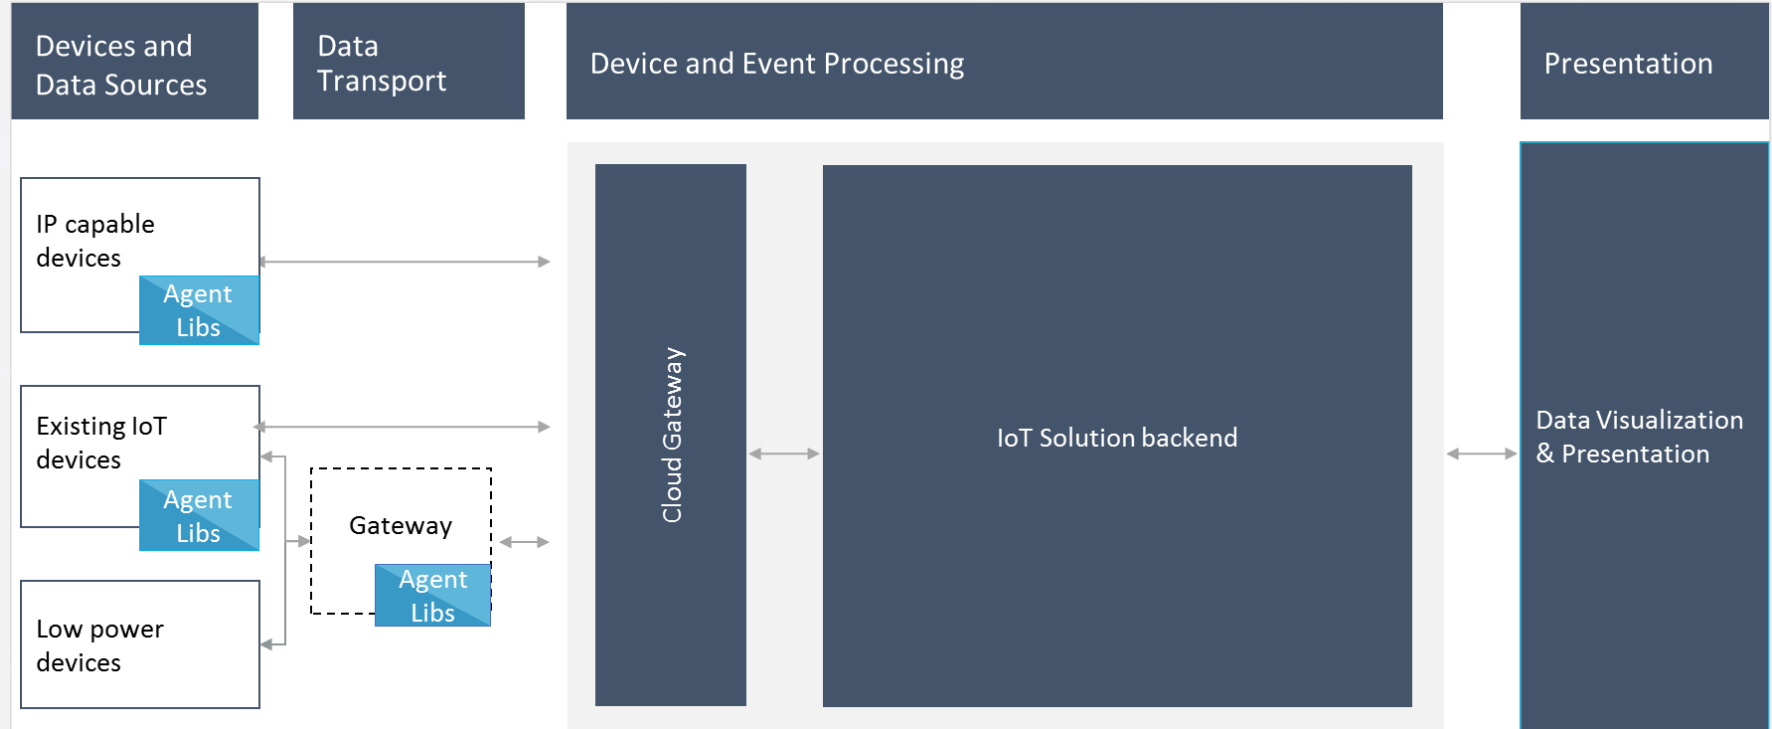 Devices and
Data Sources
Data
Transport
Device and Event Processing
Presentation
IP capable
devices
Agent
Libs
Existing IoT
devices
Agent
Libs
Low power
devices
Gateway
Agent
Libs
Cloud Gateway
IoT Solution backend
Data Visualization
& Presentation